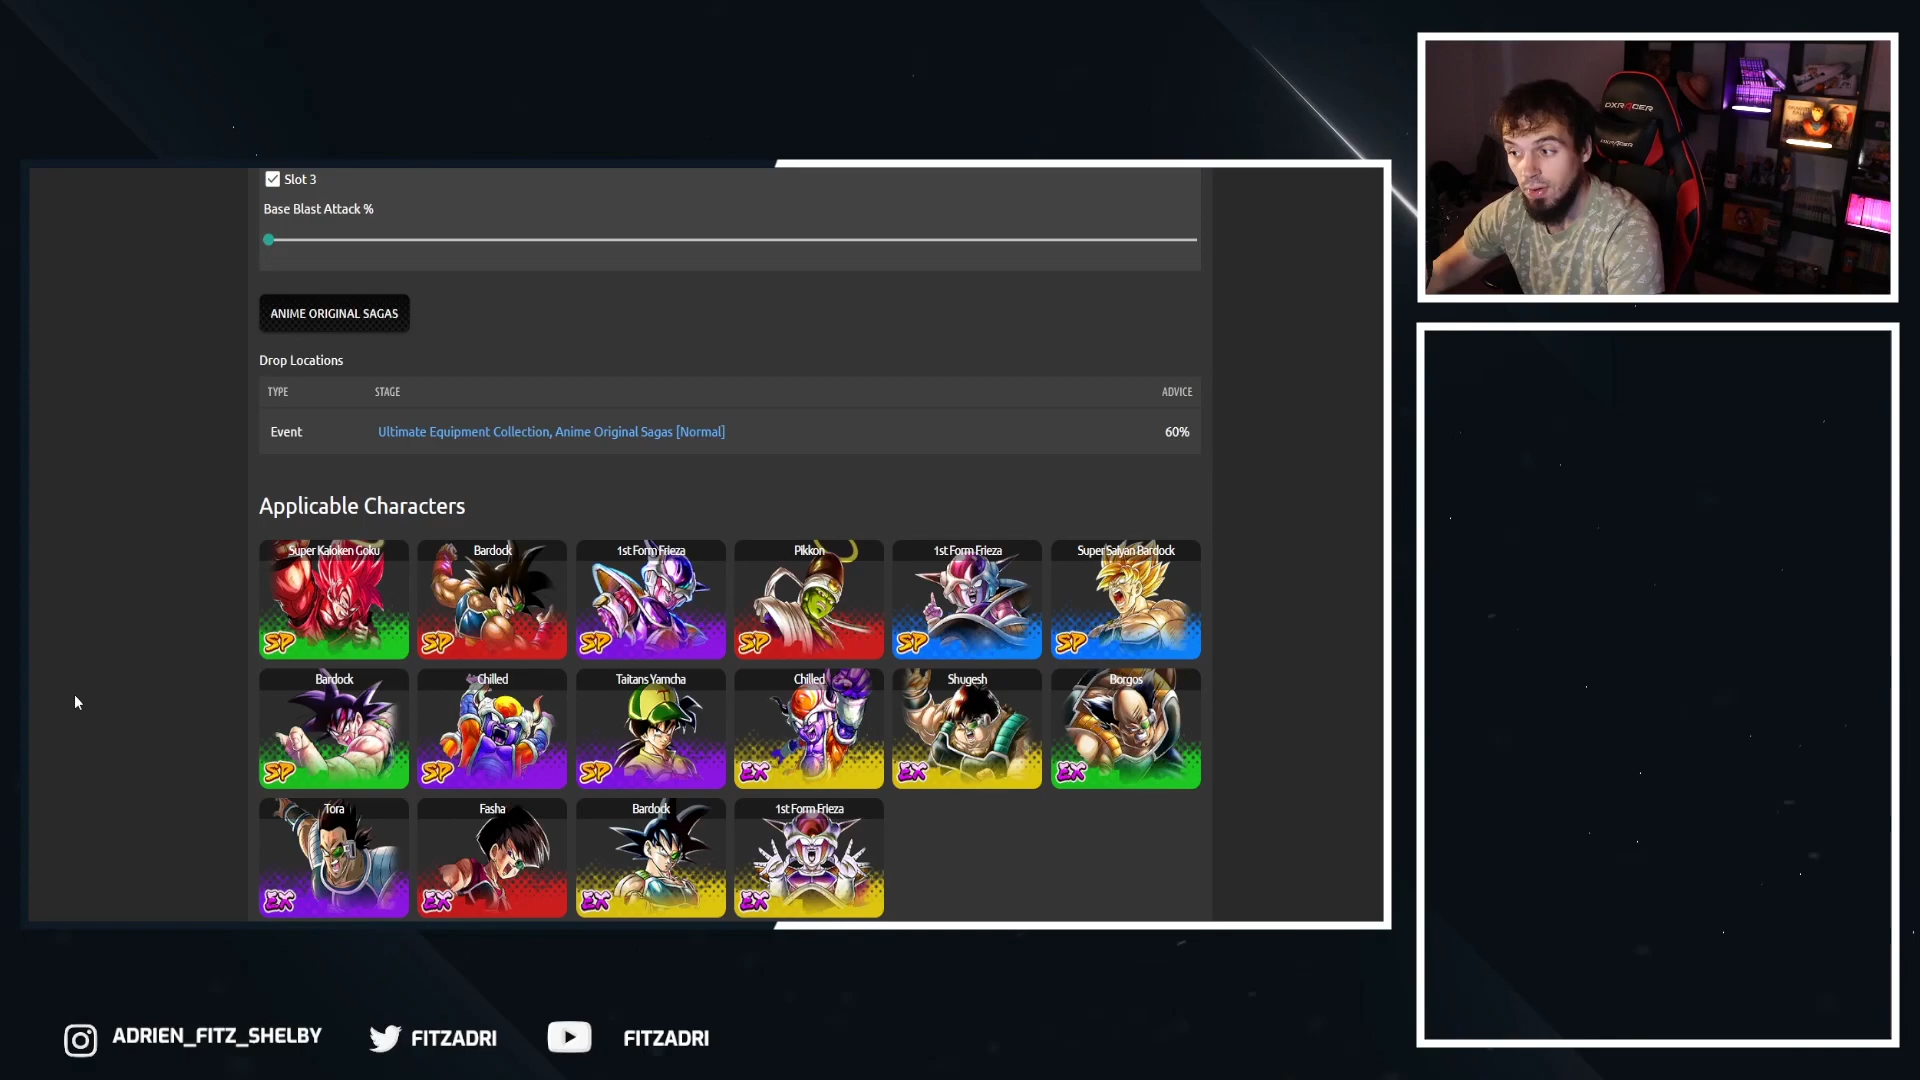 Slot 3
Base Blast Attack %
ANIME ORIGINAL SAGAS
Drop Locations
TYPE STAGE ADVICE
Event Ultimate Equipment Collection, Anime Original Sagas [Normal] 60%
Applicable Characters
Super Kaioken Goku Bardock 1st Form Frieza Pikkon 1st Form Frieza Super Saiyan Bardock
SP SP SP SP SP SP
Bardock Chilled Taitans Yamcha Chilled Shugesh Borgos
SP SP SP EX EX EX
Tora Fasha Bardock 1st Form Frieza
EX EX EX EX
DXRACER
DXRACER
ADRIEN_FITZ_SHELBY FITZADRI FITZADRI